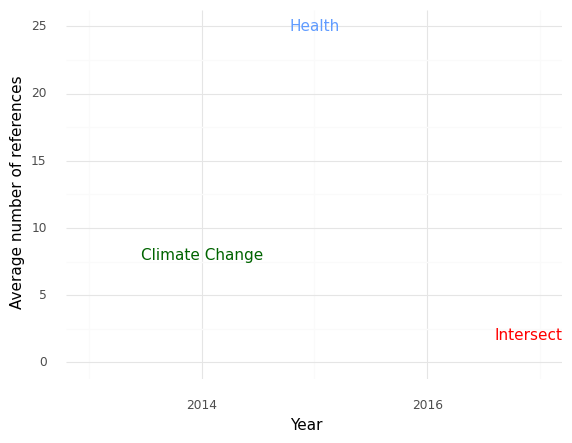 25
Health
20
15
10
Climate Change
5
Intersect
0
2014
2016
Year
Average number of references